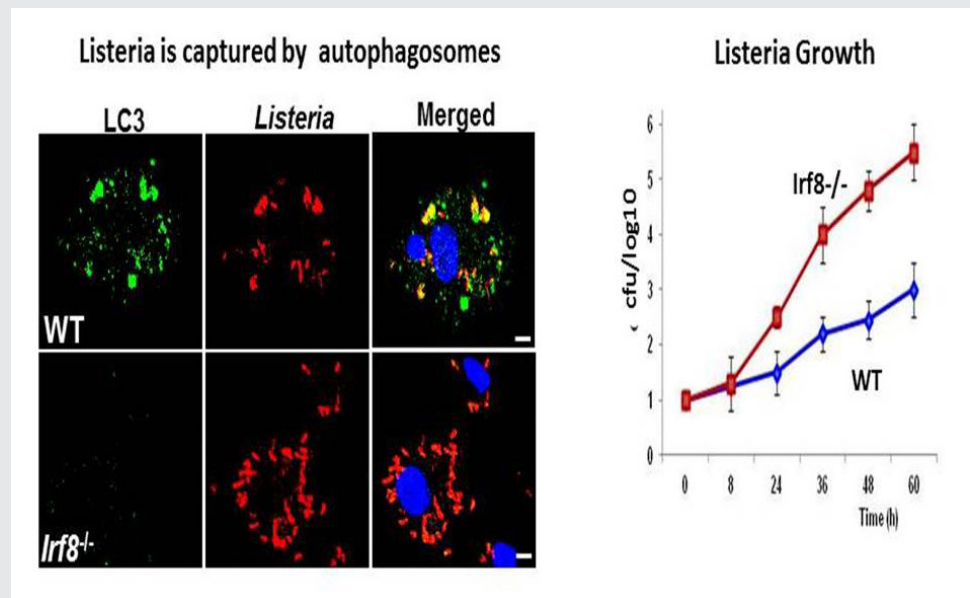 Listeria is captured by autophagosomes
LC3
Listeria
Merged
WT
Irf8-/-
Listeria Growth
cfu/log10
6
5
4
3
2
1
0
Irf8-/-
WT
0 8 24 36 48 60
Time (h)